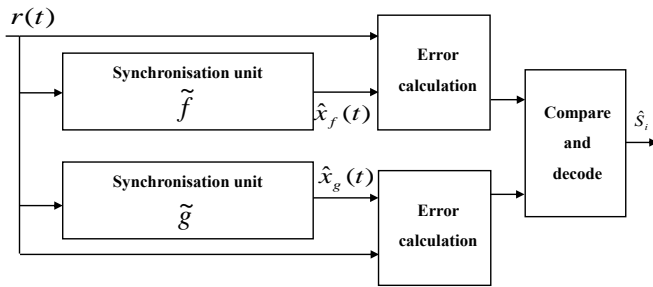 r(t)
Synchronisation unit
f̃
x̂_f(t)
Error
calculation
Synchronisation unit
g̃
x̂_g(t)
Error
calculation
Compare
and
decode
Ŝ_i